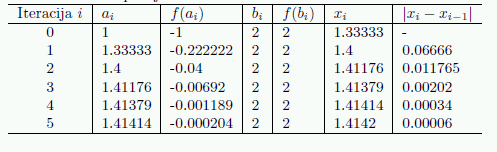 Iteracija i a_i f(a_i) b_i f(b_i) x_i |x_i − x_{i−1}|
0 1 -1 2 2 1.33333 -
1 1.33333 -0.222222 2 2 1.4 0.06666
2 1.4 -0.04 2 2 1.41176 0.011765
3 1.41176 -0.00692 2 2 1.41379 0.00202
4 1.41379 -0.001189 2 2 1.41414 0.00034
5 1.41414 -0.000204 2 2 1.4142 0.00006